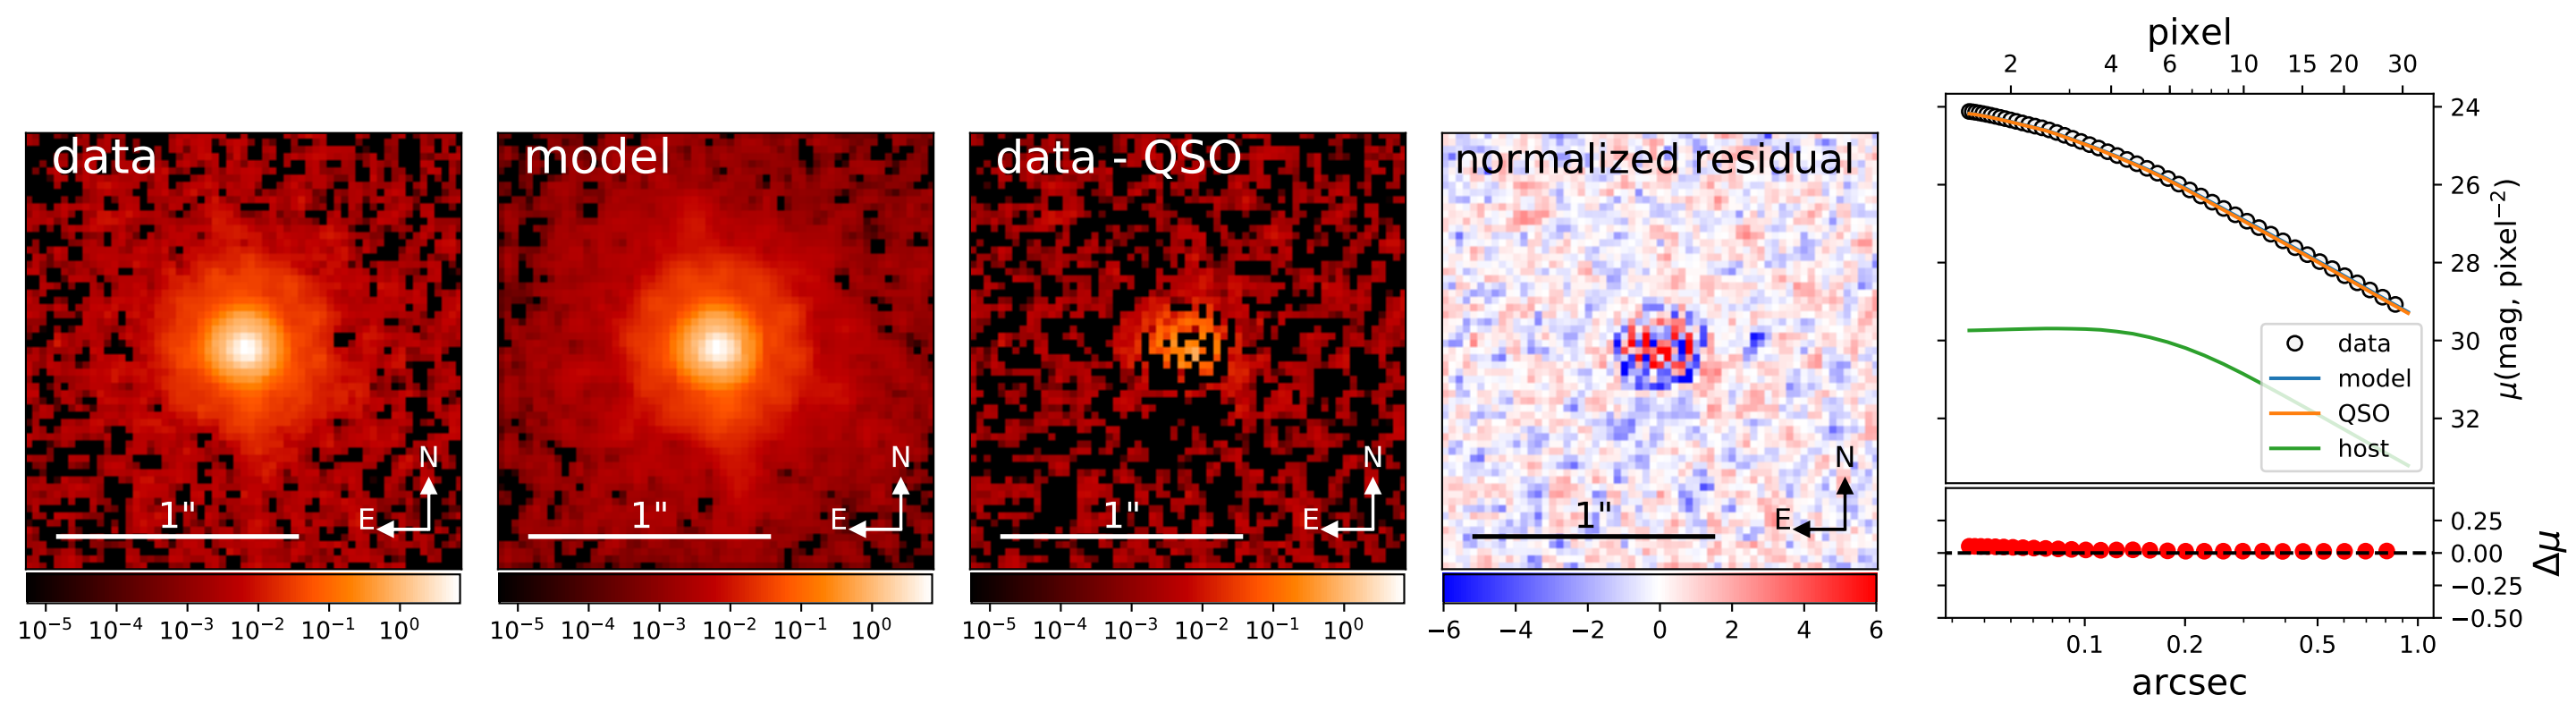 data
N
E
1"
10⁻⁵ 10⁻⁴ 10⁻³ 10⁻² 10⁻¹ 10⁰
model
N
E
1"
10⁻⁵ 10⁻⁴ 10⁻³ 10⁻² 10⁻¹ 10⁰
data - QSO
N
E
1"
10⁻⁵ 10⁻⁴ 10⁻³ 10⁻² 10⁻¹ 10⁰
normalized residual
N
E
1"
−6 −4 −2 0 2 4 6
pixel
2 4 6 10 15 20 30
24
26
28
30
32
μ(mag, pixel⁻²)
data
model
QSO
host
0.25
0.00
−0.25
−0.50
Δμ
0.1 0.2 0.5 1.0
arcsec